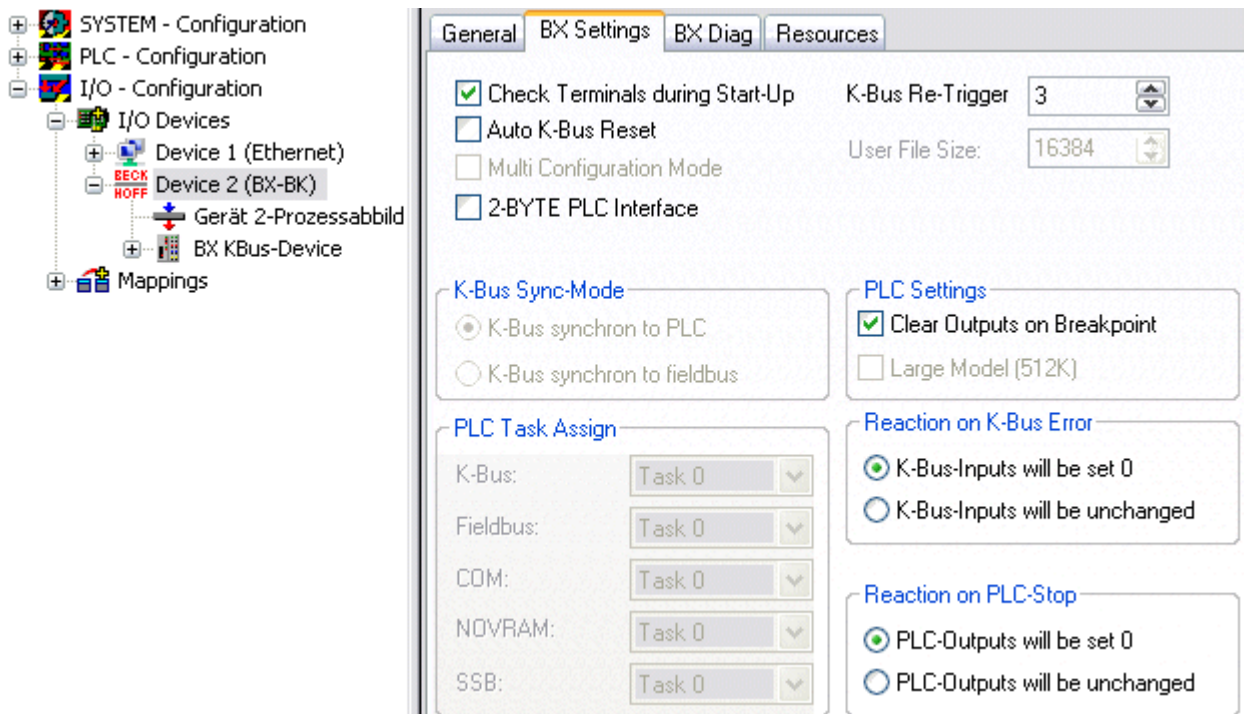 SYSTEM - Configuration
PLC - Configuration
I/O - Configuration
I/O Devices
Device 1 (Ethernet)
BECK
HOFF
Device 2 (BX-BK)
Gerät 2-Prozessabbild
BX KBus-Device
Mappings
General
BX Settings
BX Diag
Resources
Check Terminals during Start-Up
Auto K-Bus Reset
Multi Configuration Mode
2-BYTE PLC Interface
K-Bus Re-Trigger
3
User File Size:
16384
K-Bus Sync-Mode
K-Bus synchron to PLC
K-Bus synchron to fieldbus
PLC Settings
Clear Outputs on Breakpoint
Large Model (512K)
PLC Task Assign
K-Bus:
Task 0
Fieldbus:
Task 0
COM:
Task 0
NOVRAM:
Task 0
SSB:
Task 0
Reaction on K-Bus Error
K-Bus-Inputs will be set 0
K-Bus-Inputs will be unchanged
Reaction on PLC-Stop
PLC-Outputs will be set 0
PLC-Outputs will be unchanged